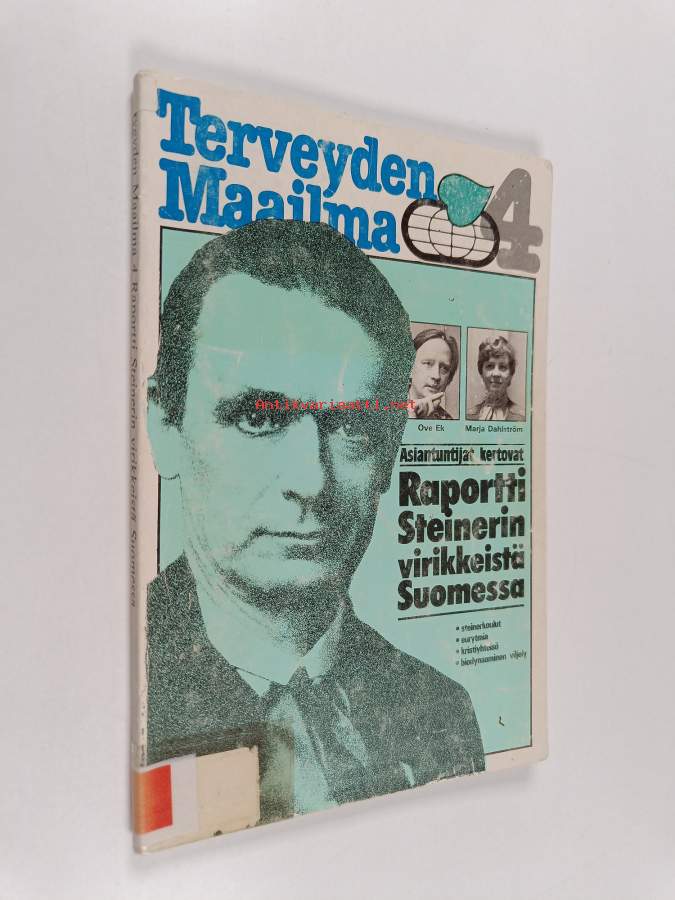 Terveyden
Maailma
4
Ove Ek
Marja Dahlström
Asiantuntijat kertovat
Raportti
Steinerin
virikkeistä
Suomessa
• steinerkoulut
• eurytmia
• kristiyhteisö
• biodynaaminen viljely
Antikvariaatti.net
Terveyden Maailma 4 Raportti Steinerin virikkeistä Suomessa